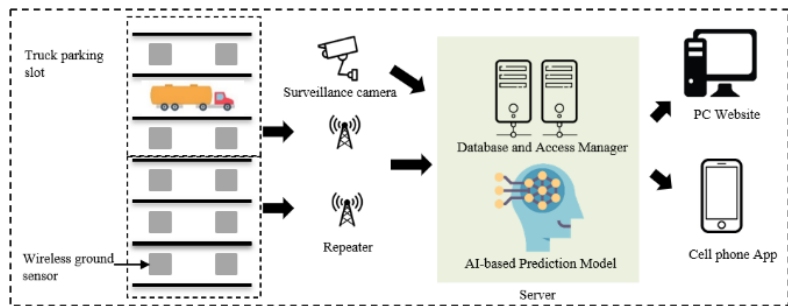 Truck parking
slot
Surveillance camera
Repeater
Wireless ground
sensor
Database and Access Manager
AI-based Prediction Model
Server
PC Website
Cell phone App